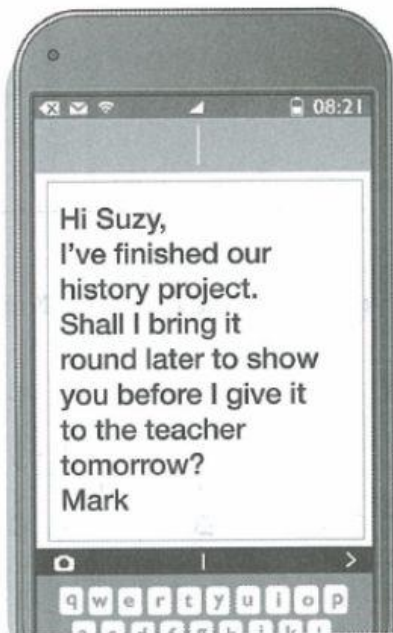 08:21
Hi Suzy,
I've finished our
history project.
Shall I bring it
round later to show
you before I give it
to the teacher
tomorrow?
Mark
q w e r t y u i o p